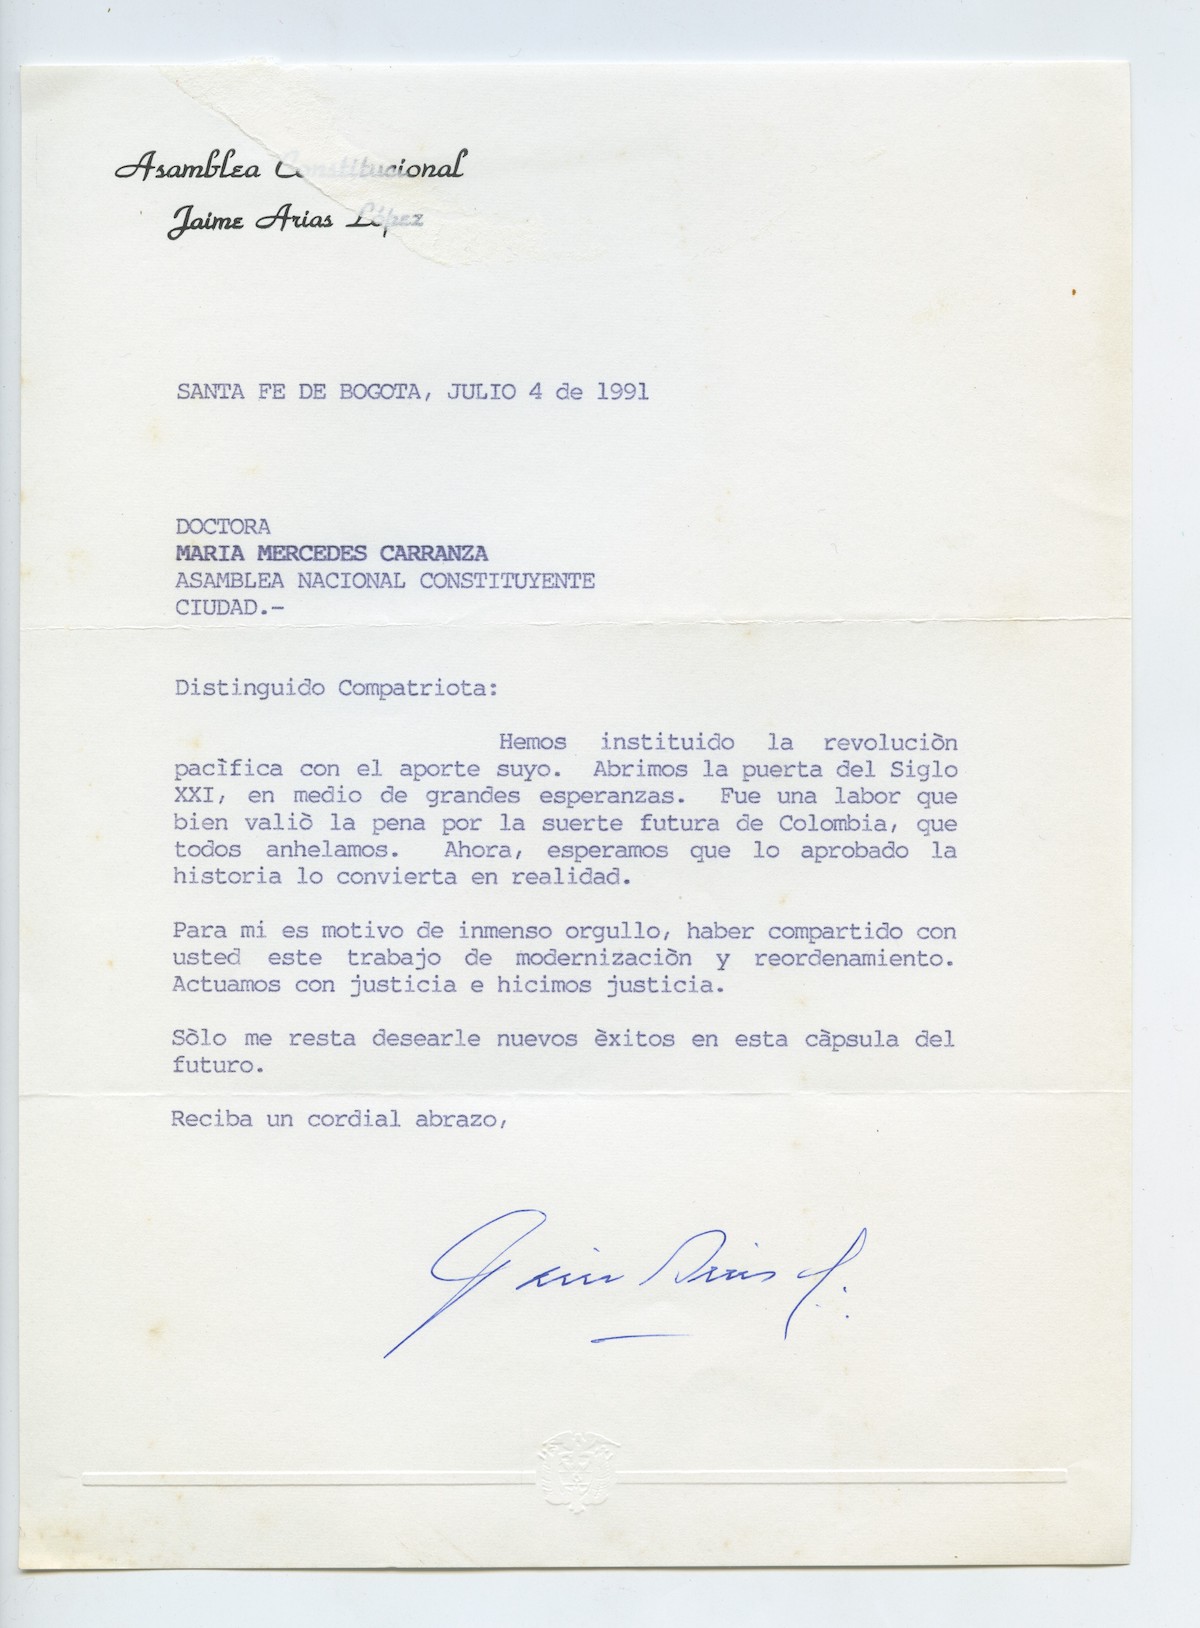 Asamblea Constitucional
Jaime Arias López
SANTA FE DE BOGOTA, JULIO 4 de 1991
DOCTORA
MARIA MERCEDES CARRANZA
ASAMBLEA NACIONAL CONSTITUYENTE
CIUDAD.-
Distinguido Compatriota:
Hemos instituido la revoluciòn
pacìfica con el aporte suyo. Abrimos la puerta del Siglo
XXI, en medio de grandes esperanzas. Fue una labor que
bien valiò la pena por la suerte futura de Colombia, que
todos anhelamos. Ahora, esperamos que lo aprobado la
historia lo convierta en realidad.
Para mi es motivo de inmenso orgullo, haber compartido con
usted este trabajo de modernizaciòn y reordenamiento.
Actuamos con justicia e hicimos justicia.
Sòlo me resta desearle nuevos èxitos en esta càpsula del
futuro.
Reciba un cordial abrazo,
Jaime Arias L.